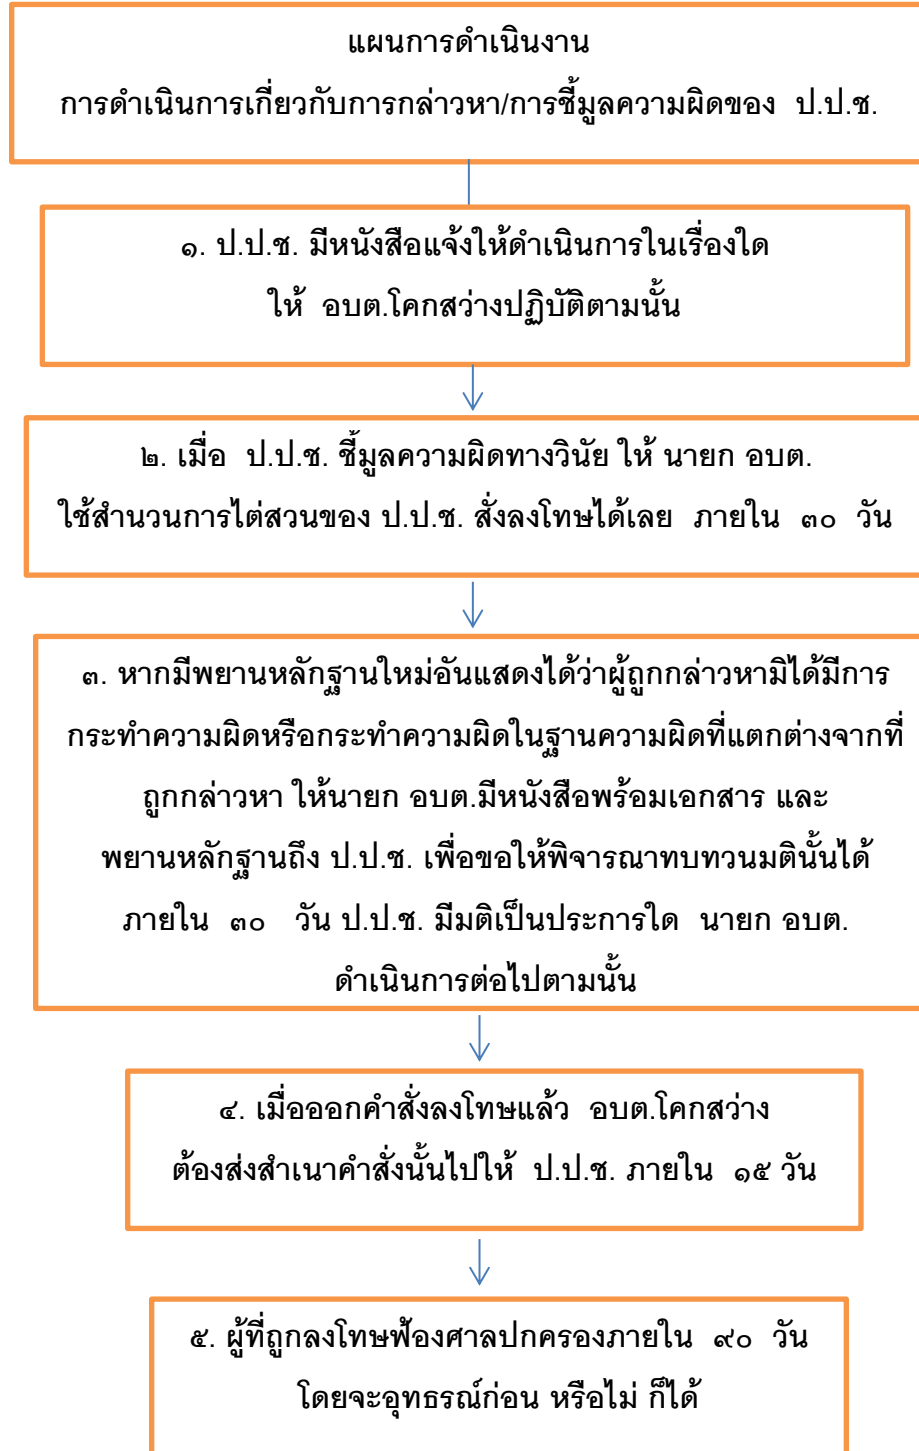 แผนการดำเนินงาน
การดำเนินการเกี่ยวกับการกล่าวหา/การชี้มูลความผิดของ ป.ป.ช.
๑. ป.ป.ช. มีหนังสือแจ้งให้ดำเนินการในเรื่องใด
ให้ อบต.โคกสว่างปฏิบัติตามนั้น
๒. เมื่อ ป.ป.ช. ชี้มูลความผิดทางวินัย ให้ นายก อบต.
ใช้สำนวนการไต่สวนของ ป.ป.ช. สั่งลงโทษได้เลย ภายใน ๓๐ วัน
๓. หากมีพยานหลักฐานใหม่อันแสดงได้ว่าผู้ถูกกล่าวหามิได้มีการ
กระทำความผิดหรือกระทำความผิดในฐานความผิดที่แตกต่างจากที่
ถูกกล่าวหา ให้นายก อบต.มีหนังสือพร้อมเอกสาร และ
พยานหลักฐานถึง ป.ป.ช. เพื่อขอให้พิจารณาทบทวนมตินั้นได้
ภายใน ๓๐ วัน ป.ป.ช. มีมติเป็นประการใด นายก อบต.
ดำเนินการต่อไปตามนั้น
๔. เมื่อออกคำสั่งลงโทษแล้ว อบต.โคกสว่าง
ต้องส่งสำเนาคำสั่งนั้นไปให้ ป.ป.ช. ภายใน ๑๕ วัน
๕. ผู้ที่ถูกลงโทษฟ้องศาลปกครองภายใน ๙๐ วัน
โดยจะอุทธรณ์ก่อน หรือไม่ ก็ได้